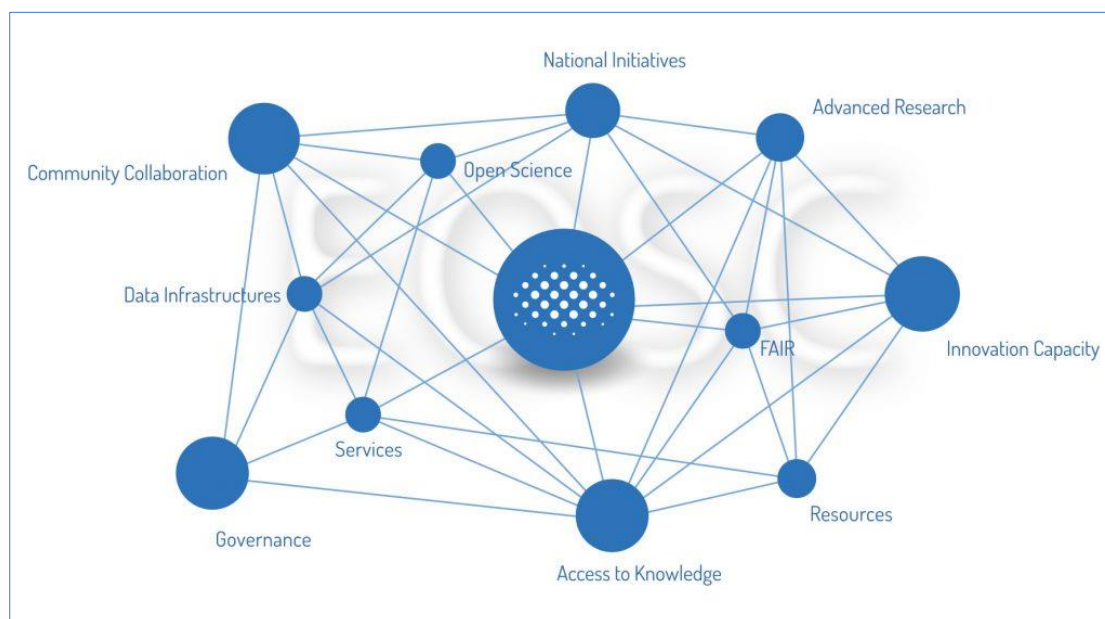 National Initiatives
Advanced Research
Community Collaboration
Open Science
EOSC
Data Infrastructures
FAIR
Innovation Capacity
Services
Resources
Governance
Access to Knowledge